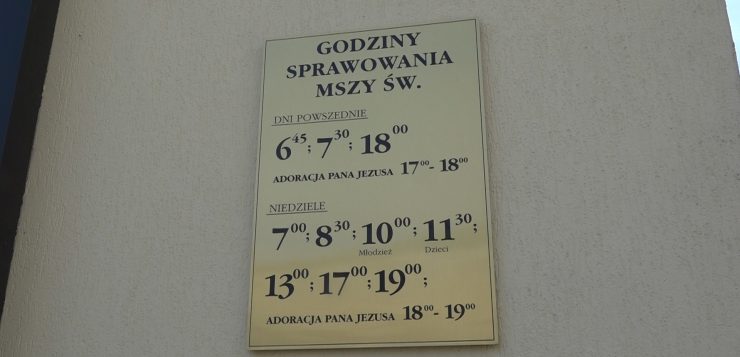 GODZINY
SPRAWOWANIA
MSZY ŚW.
DNI POWSZEDNIE
6⁴⁵; 7³⁰; 18⁰⁰
ADORACJA PANA JEZUSA 17⁰⁰- 18⁰⁰
NIEDZIELE
7⁰⁰; 8³⁰; 10⁰⁰; 11³⁰;
Młodzież Dzieci
13⁰⁰; 17⁰⁰; 19⁰⁰;
ADORACJA PANA JEZUSA 18⁰⁰- 19⁰⁰